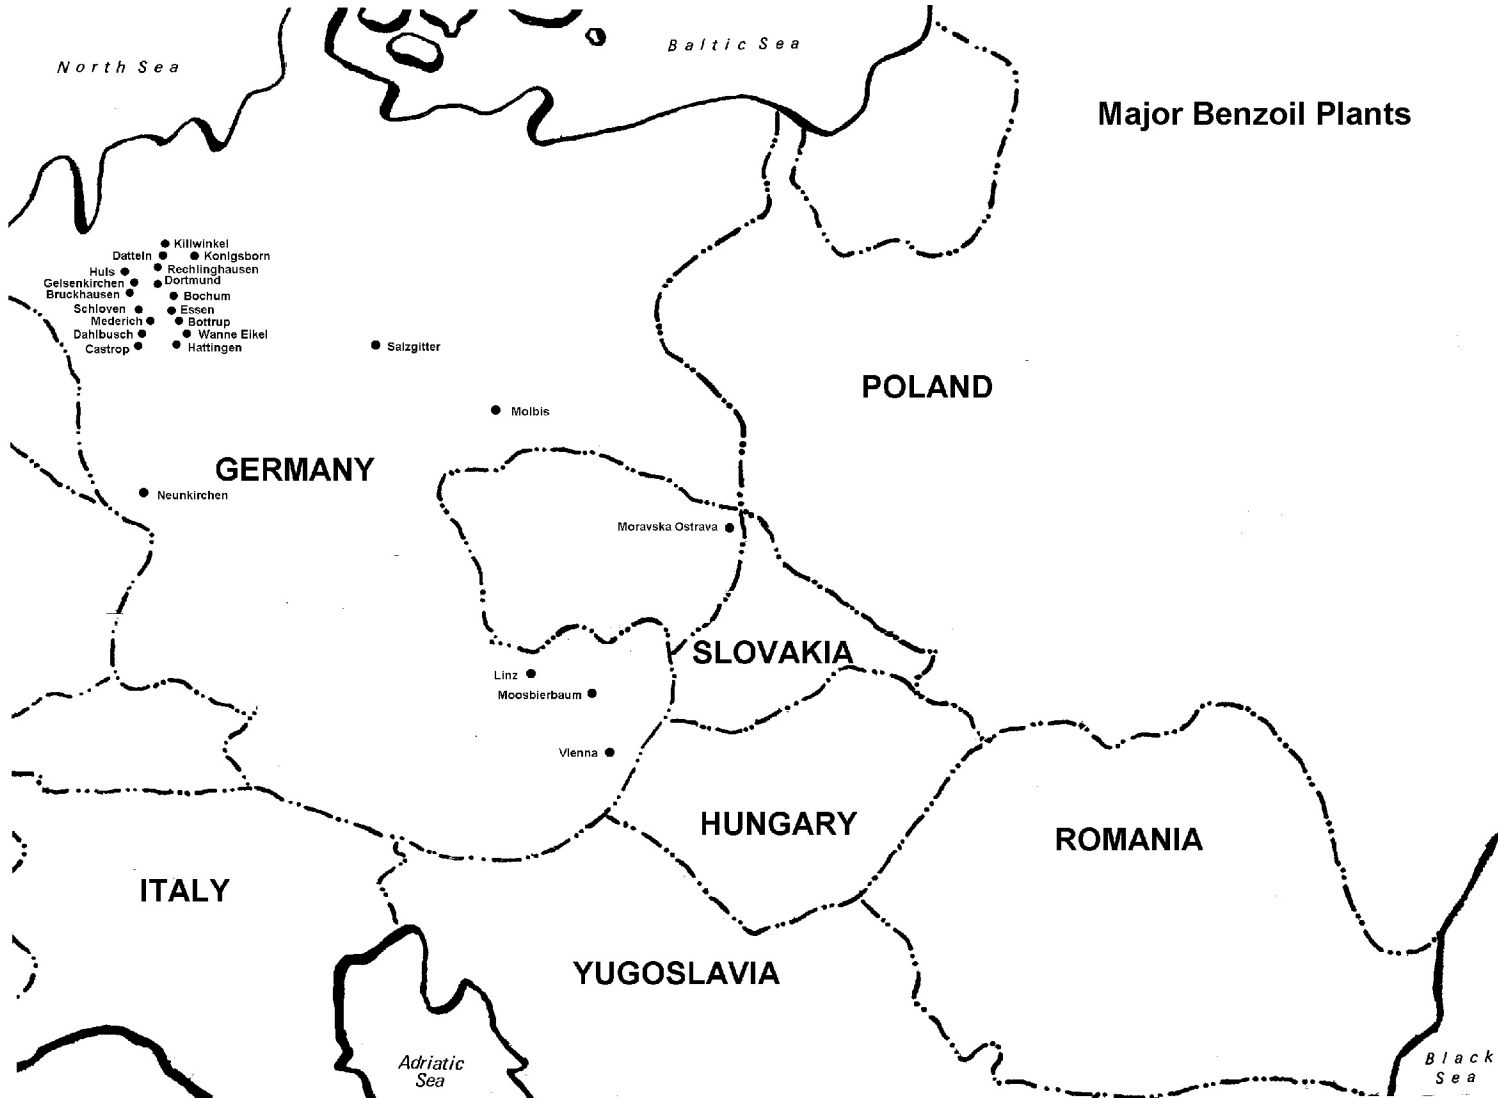 North Sea
Baltic Sea
Major Benzoil Plants
Killwinkel
Datteln
Konigsborn
Rechlinghausen
Huls
Dortmund
Gelsenkirchen
Bruckhausen
Bochum
Schloven
Essen
Mederich
Bottrup
Dahlbusch
Wanne Eikel
Castrop
Hattingen
Salzgitter
POLAND
Molbis
GERMANY
Neunkirchen
Moravska Ostrava
SLOVAKIA
Linz
Moosbierbaum
Vienna
HUNGARY
ROMANIA
ITALY
YUGOSLAVIA
Adriatic
Sea
Black
Sea